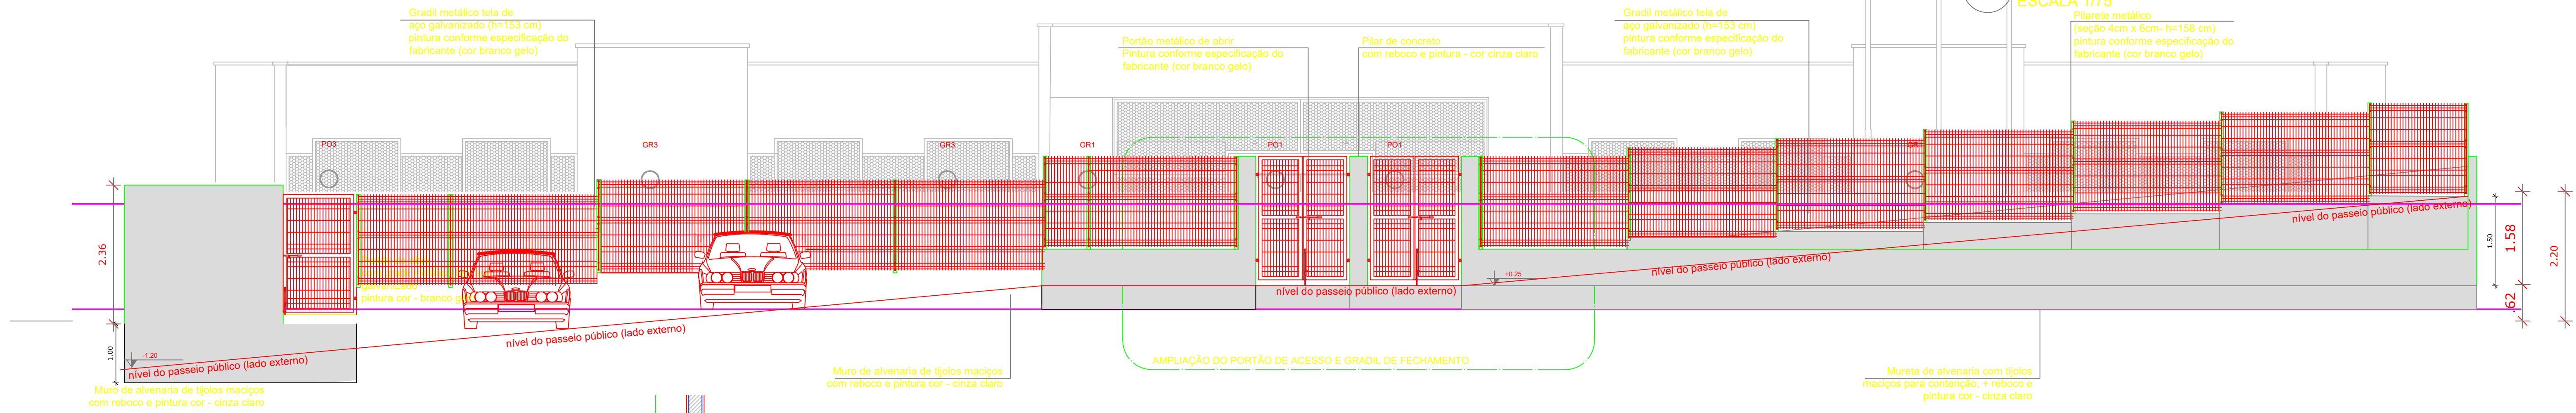 ESCALA 1/75
Gradil metálico tela de
aço galvanizado (h=153 cm)
pintura conforme especificação do
fabricante (cor branco gelo)
Portão metálico de abrir
Pintura conforme especificação do
fabricante (cor branco gelo)
Pilar de concreto
com reboco e pintura - cor cinza claro
Gradil metálico tela de
aço galvanizado (h=153 cm)
pintura conforme especificação do
fabricante (cor branco gelo)
Pilarete metálico
(seção 4cm x 6cm- h=158 cm)
pintura conforme especificação do
fabricante (cor branco gelo)
PO3
GR3
GR3
GR1
PO1
PO1
GR3
2.36
1.00
-1.20
galvanizado
pintura cor - branco gelo
nível do passeio público (lado externo)
nível do passeio público (lado externo)
nível do passeio público (lado externo)
nível do passeio público (lado externo)
nível do passeio público (lado externo)
+0.25
1.50
1.58
.62
2.20
AMPLIAÇÃO DO PORTÃO DE ACESSO E GRADIL DE FECHAMENTO
Muro de alvenaria de tijolos maciços
com reboco e pintura cor - cinza claro
Muro de alvenaria de tijolos maciços
com reboco e pintura cor - cinza claro
Mureta de alvenaria com tijolos
maciços para contenção, + reboco e
pintura cor - cinza claro